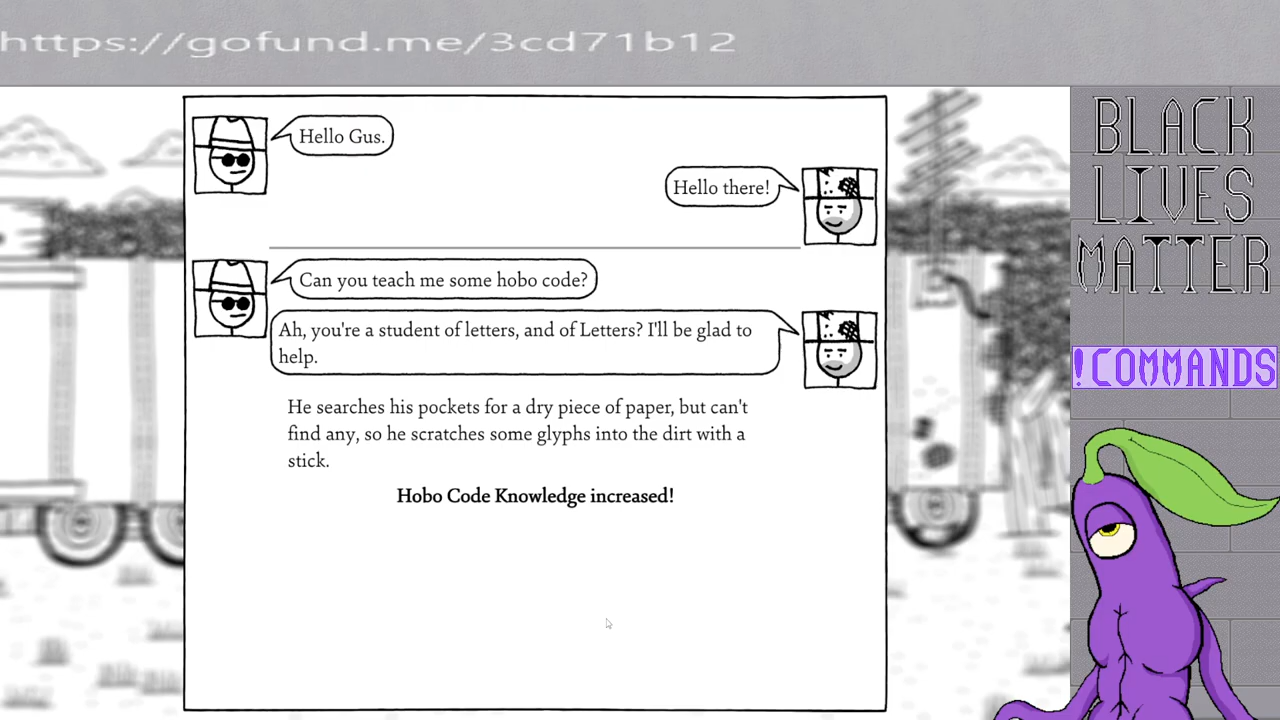 https://gofund.me/3cd71b12
Hello Gus.
Hello there!
Can you teach me some hobo code?
Ah, you're a student of letters, and of Letters? I'll be glad to
help.
He searches his pockets for a dry piece of paper, but can't
find any, so he scratches some glyphs into the dirt with a
stick.
Hobo Code Knowledge increased!
BLACK
LIVES
MATTER
!COMMANDS